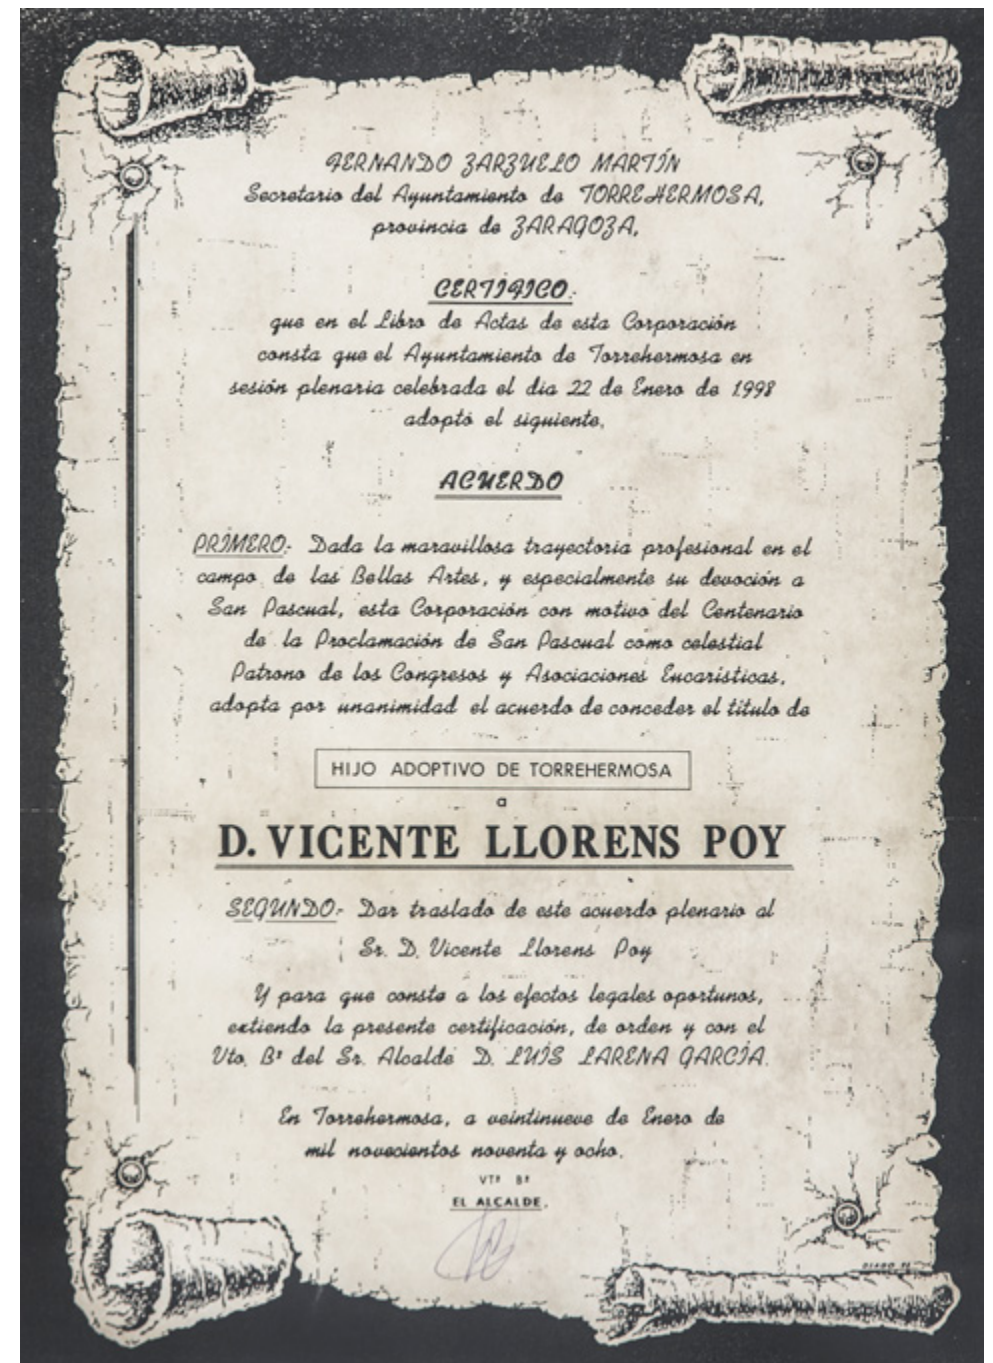 FERNANDO ZARZUELO MARTÍN
Secretario del Ayuntamiento de TORREHERMOSA,
provincia de ZARAGOZA,
CERTIFICO:
que en el Libro de Actas de esta Corporación
consta que el Ayuntamiento de Torrehermosa en
sesión plenaria celebrada el día 22 de Enero de 1.998
adoptó el siguiente,
ACUERDO
PRIMERO:- Dada la maravillosa trayectoria profesional en el
campo de las Bellas Artes, y especialmente su devoción a
San Pascual, esta Corporación con motivo del Centenario
de la Proclamación de San Pascual como celestial
Patrono de los Congresos y Asociaciones Eucarísticas,
adopta por unanimidad el acuerdo de conceder el título de
HIJO ADOPTIVO DE TORREHERMOSA
a
D. VICENTE LLORENS POY
SEGUNDO:- Dar traslado de este acuerdo plenario al
Sr. D. Vicente Llorens Poy
Y para que conste a los efectos legales oportunos,
extiendo la presente certificación, de orden y con el
Vto. Bº del Sr. Alcalde D. LUÍS LARENA GARCÍA.
En Torrehermosa, a veintinueve de Enero de
mil novecientos noventa y ocho.
VTº Bº
EL ALCALDE,